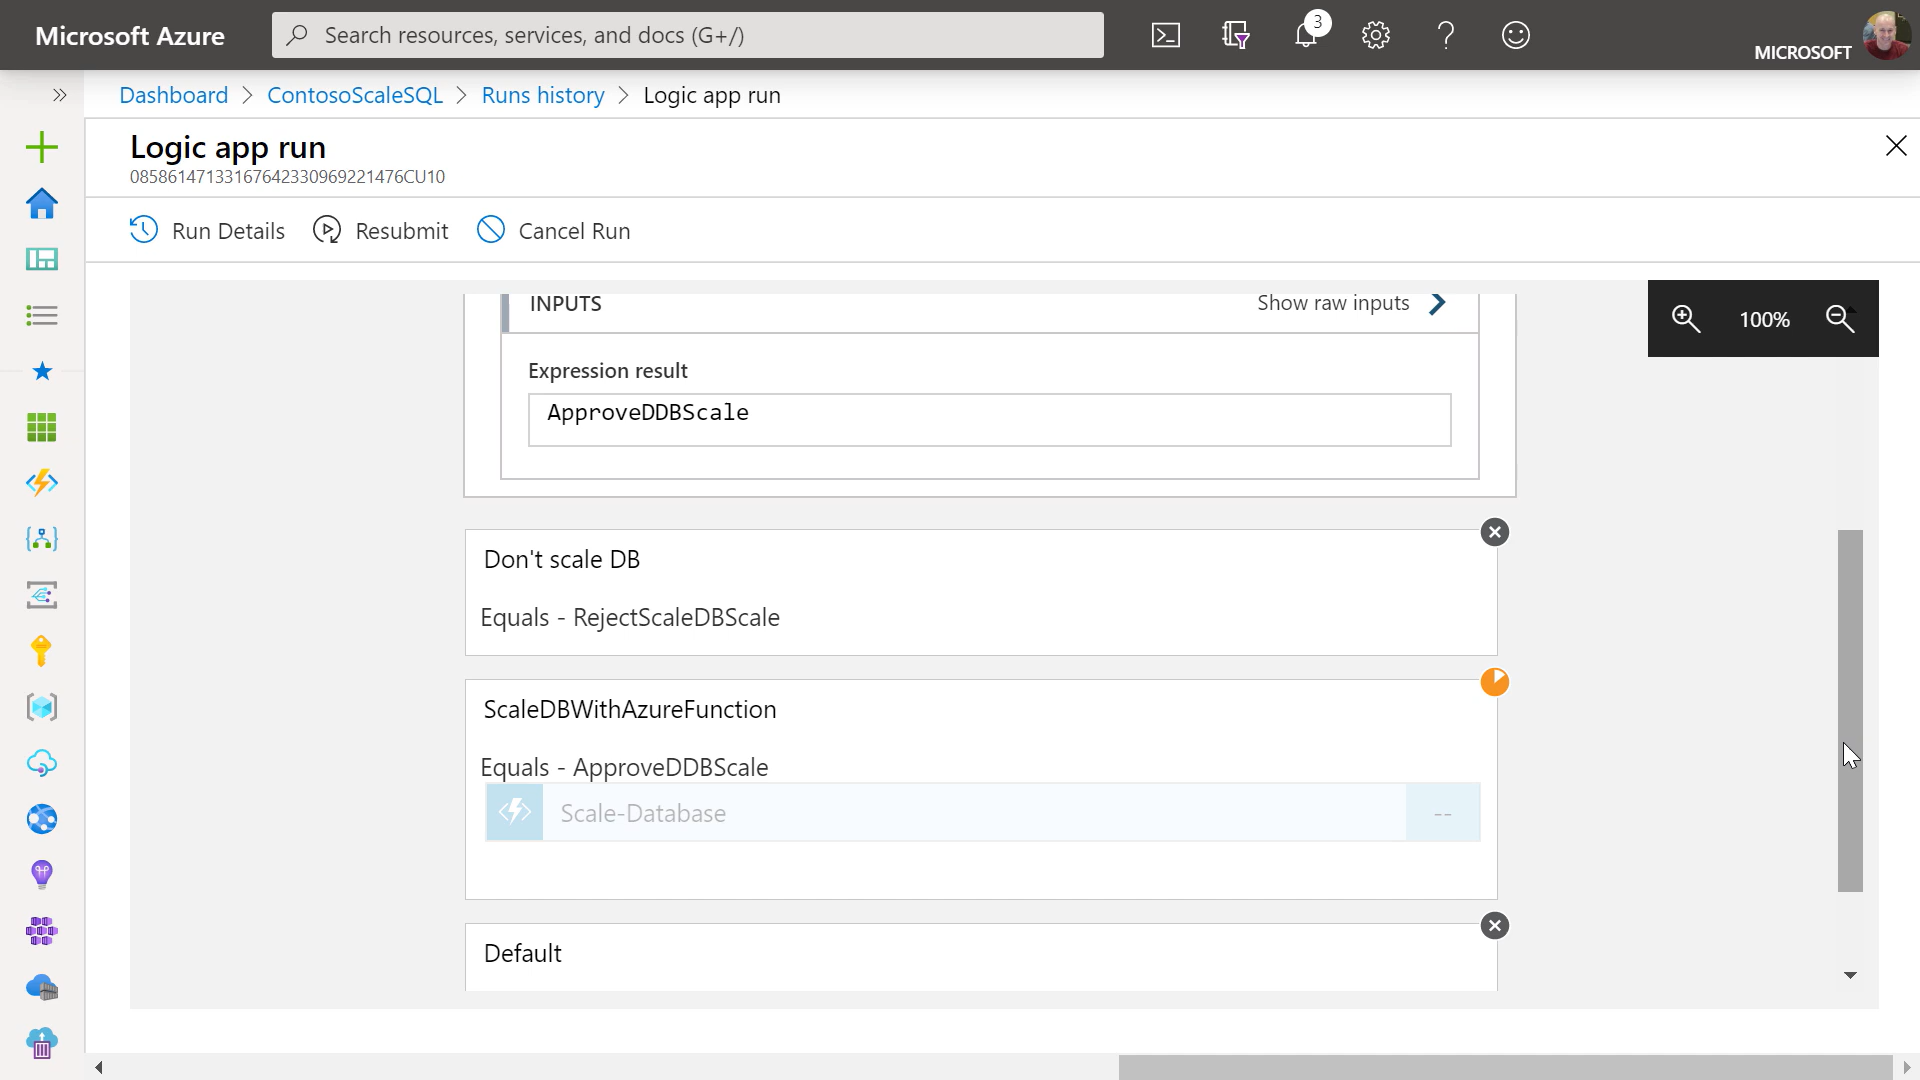 Microsoft Azure
Search resources, services, and docs (G+/)
3
MICROSOFT
Dashboard > ContosoScaleSQL > Runs history > Logic app run
Logic app run
08586147133167642330969221476CU10
Run Details
Resubmit
Cancel Run
INPUTS
Show raw inputs
100%
Expression result
ApproveDDBScale
Don't scale DB
Equals - RejectScaleDBScale
ScaleDBWithAzureFunction
Equals - ApproveDDBScale
Scale-Database
--
Default